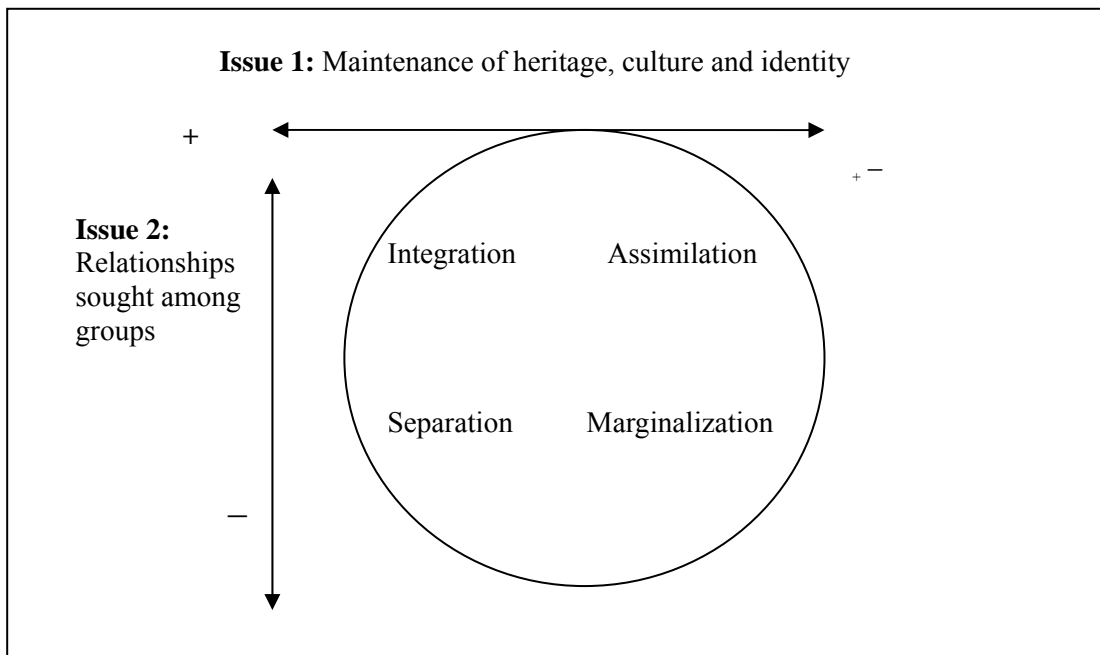 Issue 1: Maintenance of heritage, culture and identity
+
+ –
Issue 2:
Relationships
sought among
groups
Integration Assimilation
Separation Marginalization
–